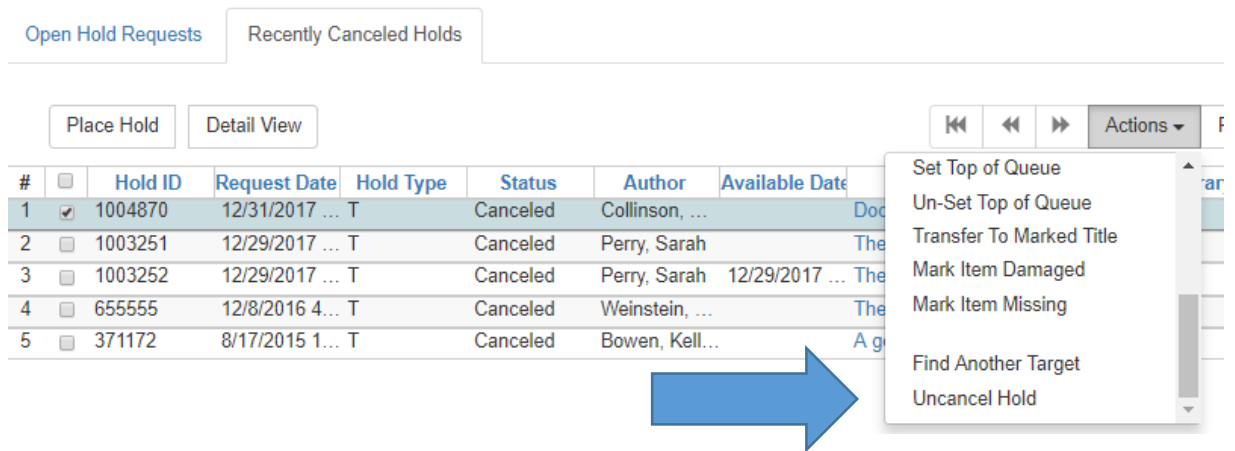 Open Hold Requests Recently Canceled Holds
Place Hold Detail View Actions
# Hold ID Request Date Hold Type Status Author Available Date
1 1004870 12/31/2017 ... T Canceled Collinson, ...
2 1003251 12/29/2017 ... T Canceled Perry, Sarah The
3 1003252 12/29/2017 ... T Canceled Perry, Sarah 12/29/2017 ... The
4 655555 12/8/2016 4... T Canceled Weinstein, ... The
5 371172 8/17/2015 1... T Canceled Bowen, Kell... A
Set Top of Queue
Un-Set Top of Queue
Transfer To Marked Title
Mark Item Damaged
Mark Item Missing
Find Another Target
Uncancel Hold